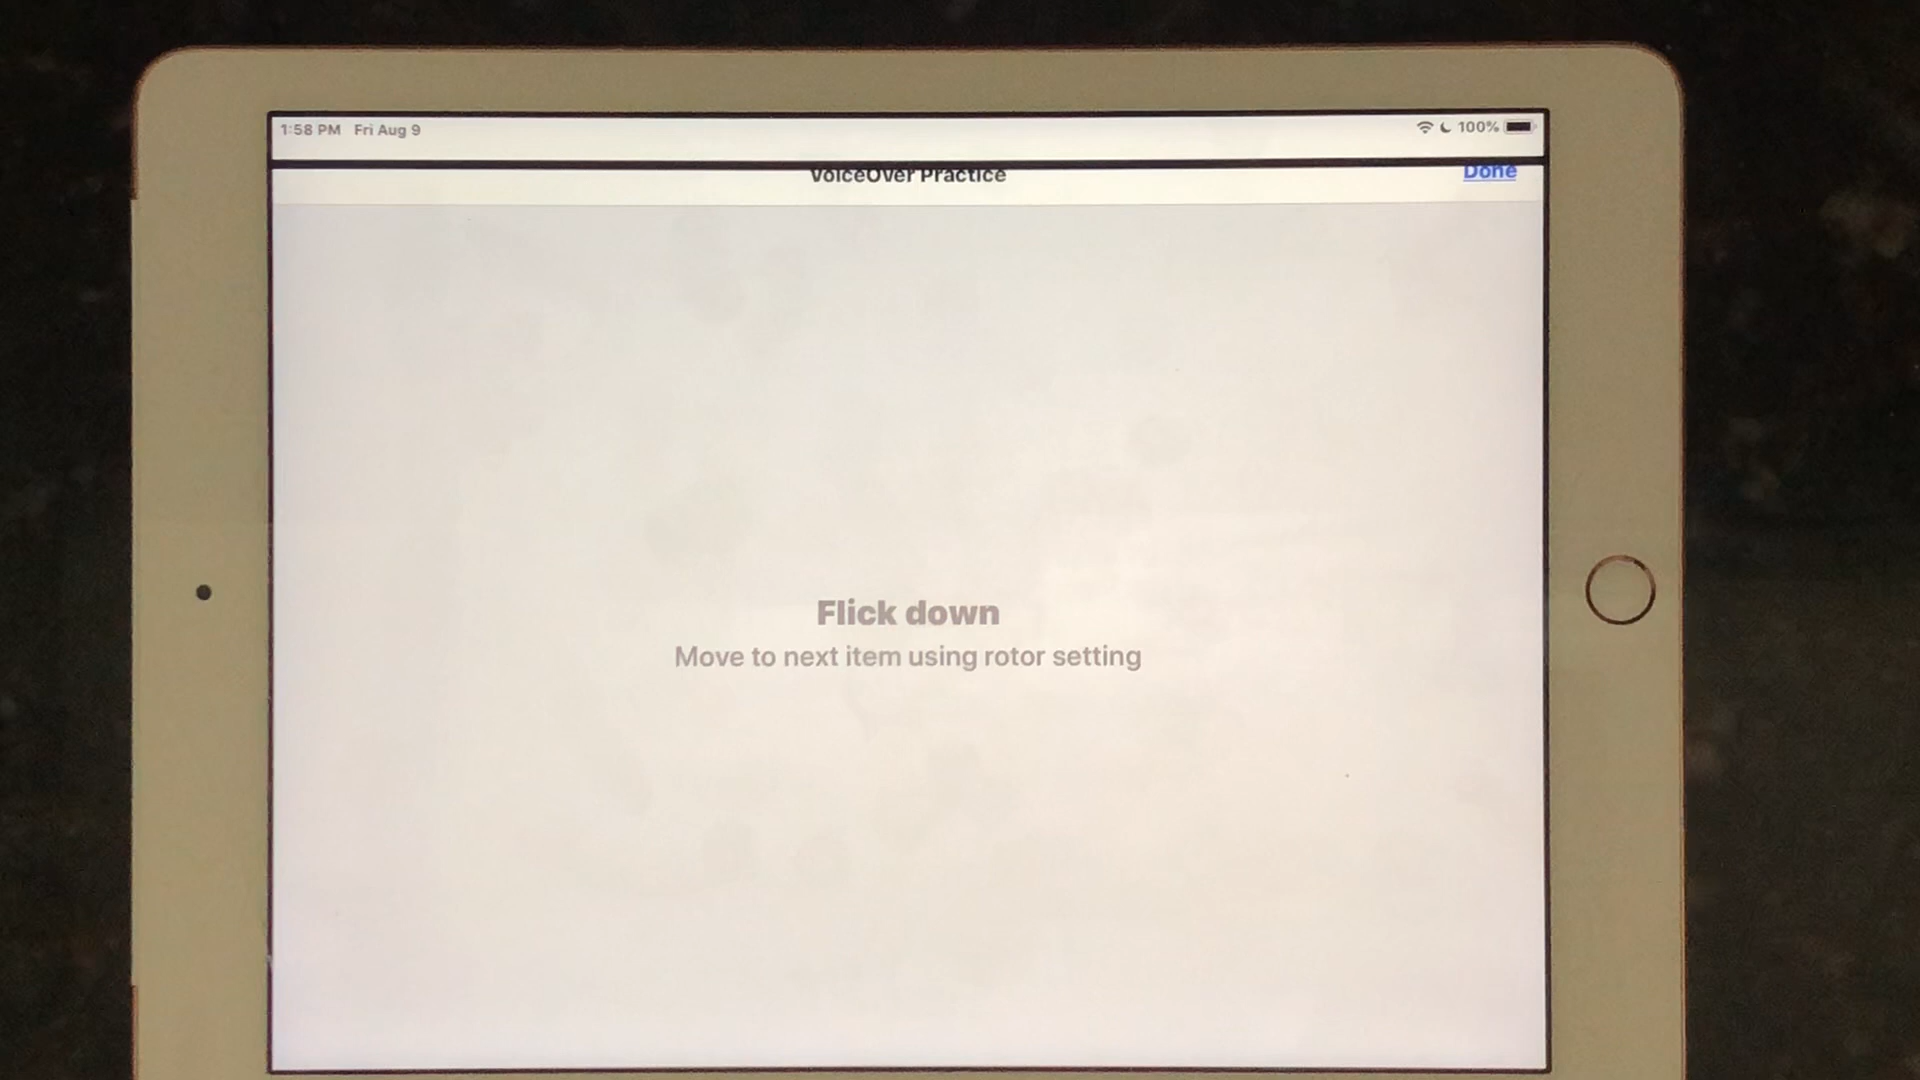 1:58 PM Fri Aug 9
100%
VoiceOver Practice
Done
Flick down
Move to next item using rotor setting